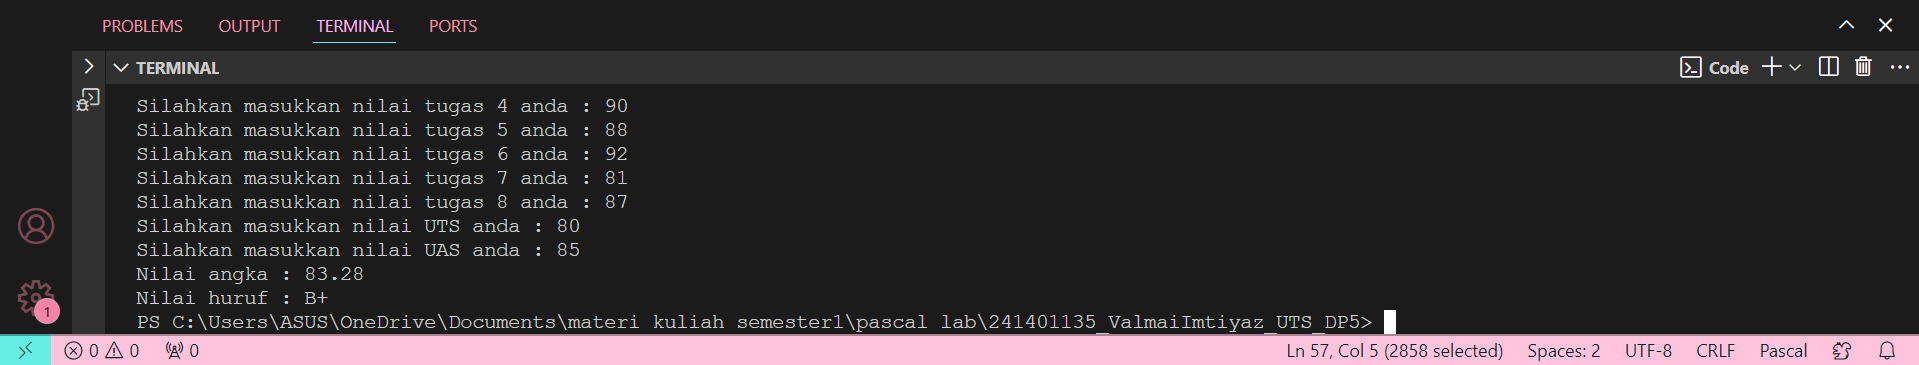 PROBLEMS OUTPUT TERMINAL PORTS
TERMINAL Code
Silahkan masukkan nilai tugas 4 anda : 90
Silahkan masukkan nilai tugas 5 anda : 88
Silahkan masukkan nilai tugas 6 anda : 92
Silahkan masukkan nilai tugas 7 anda : 81
Silahkan masukkan nilai tugas 8 anda : 87
Silahkan masukkan nilai UTS anda : 80
Silahkan masukkan nilai UAS anda : 85
Nilai angka : 83.28
Nilai huruf : B+
1
PS C:\Users\ASUS\OneDrive\Documents\materi kuliah semester1\pascal lab\241401135_ValmaiImtiyaz_UTS_DP5>
0 0 0 Ln 57, Col 5 (2858 selected) Spaces: 2 UTF-8 CRLF Pascal